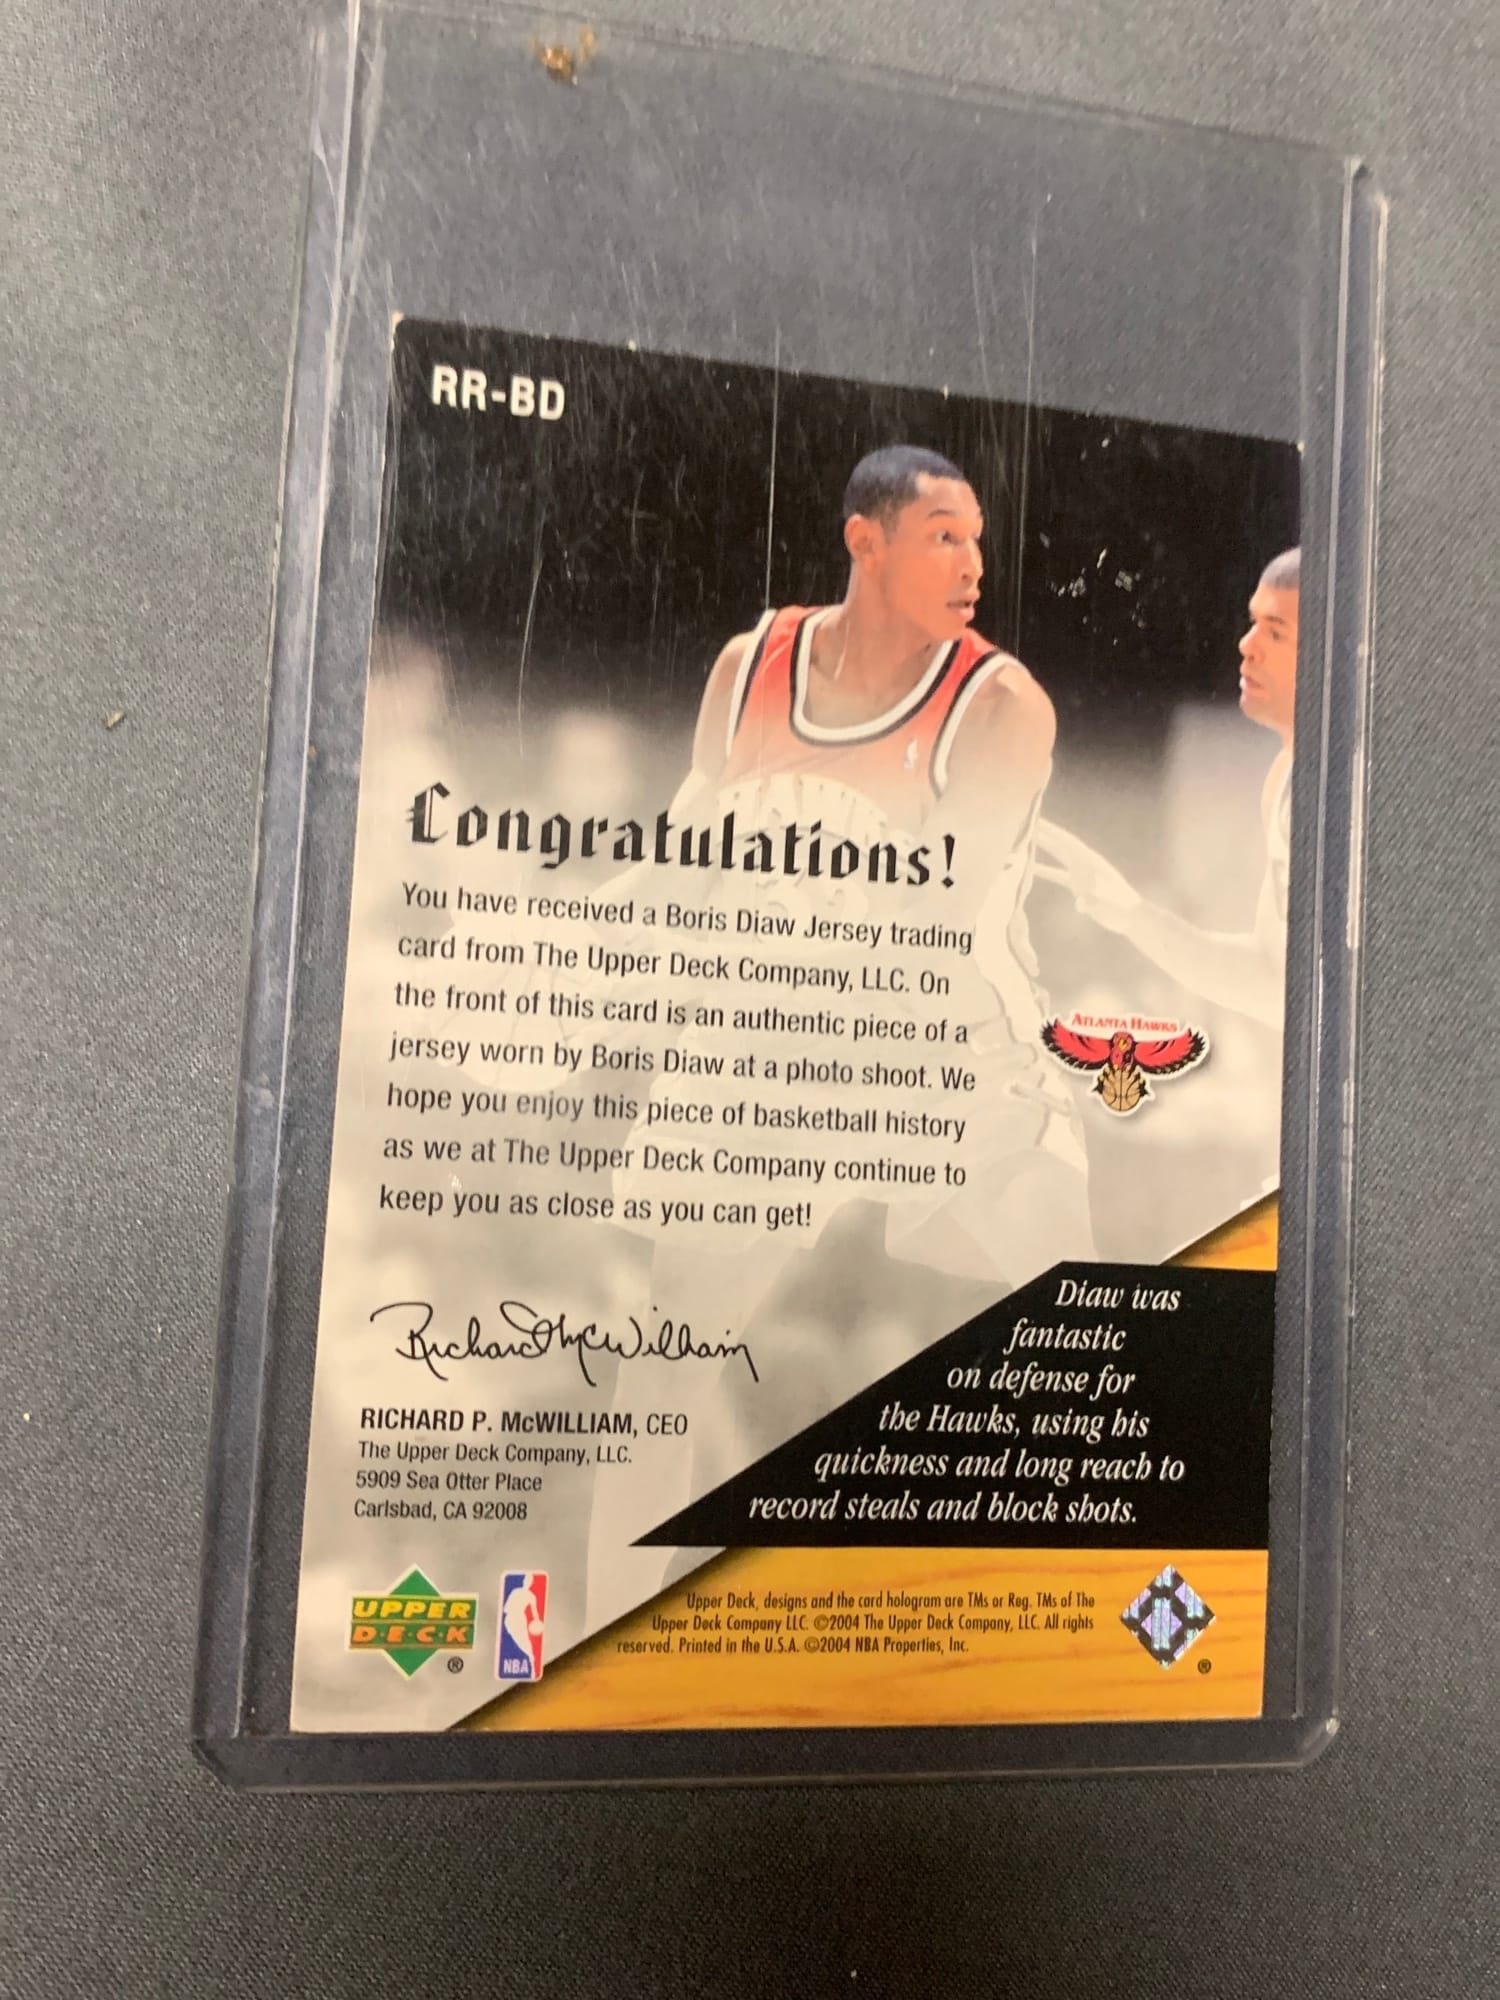 RR-BD
Congratulations!
You have received a Boris Diaw Jersey trading
card from The Upper Deck Company, LLC. On
the front of this card is an authentic piece of a
jersey worn by Boris Diaw at a photo shoot. We
hope you enjoy this piece of basketball history
as we at The Upper Deck Company continue to
keep you as close as you can get!
ATLANTA HAWKS
Richard P. McWilliam
RICHARD P. McWILLIAM, CEO
The Upper Deck Company, LLC.
5909 Sea Otter Place
Carlsbad, CA 92008
Diaw was
fantastic
on defense for
the Hawks, using his
quickness and long reach to
record steals and block shots.
UPPER
D·E·C·K
®
NBA
Upper Deck, designs and the card hologram are TMs or Reg. TMs of The
Upper Deck Company LLC. ©2004 The Upper Deck Company, LLC. All rights
reserved. Printed in the U.S.A. ©2004 NBA Properties, Inc.
®